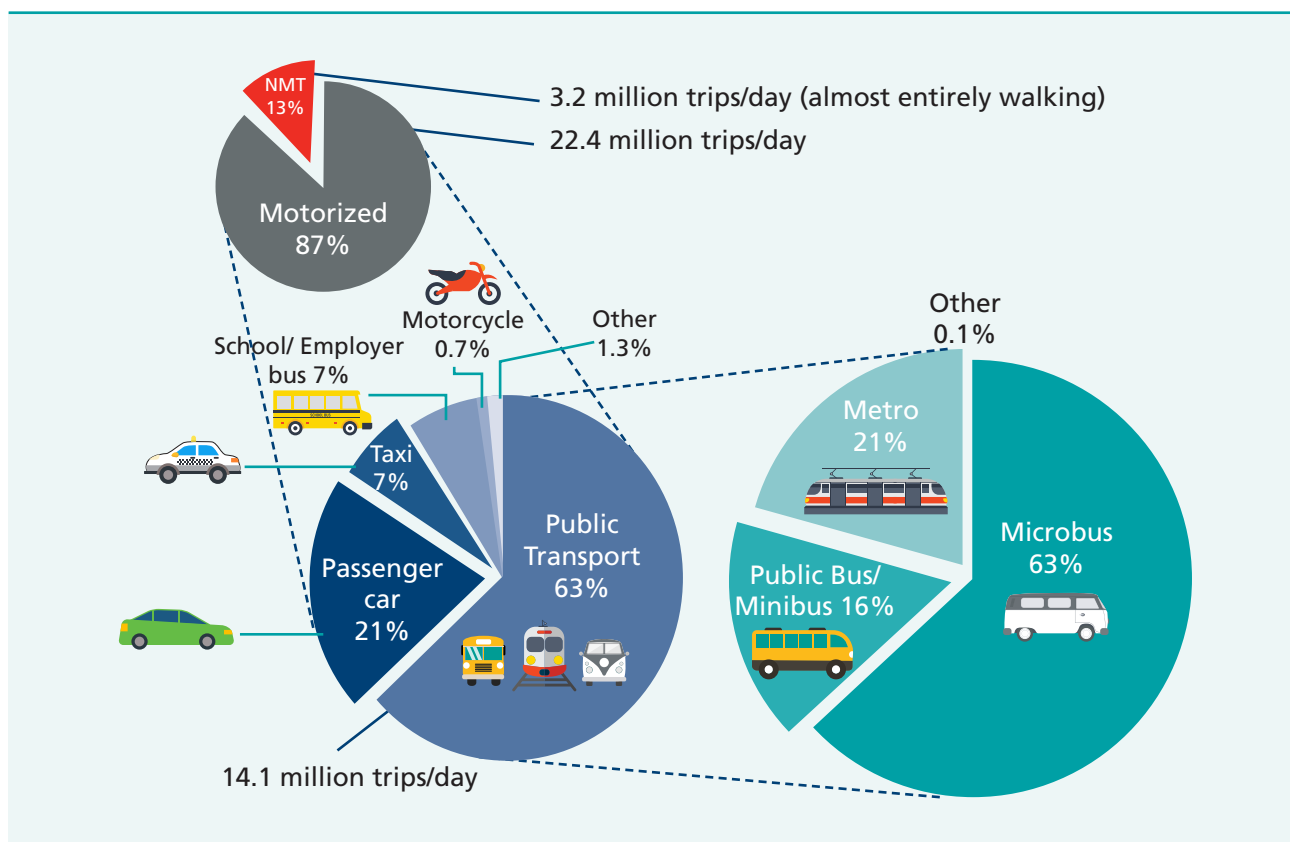 NMT
13%
3.2 million trips/day (almost entirely walking)
22.4 million trips/day
Motorized
87%
Motorcycle
0.7%
Other
1.3%
School/ Employer
bus 7%
SCHOOL BUS
Taxi
7%
Passenger
car
21%
Public
Transport
63%
14.1 million trips/day
Other
0.1%
Metro
21%
Microbus
63%
Public Bus/
Minibus 16%